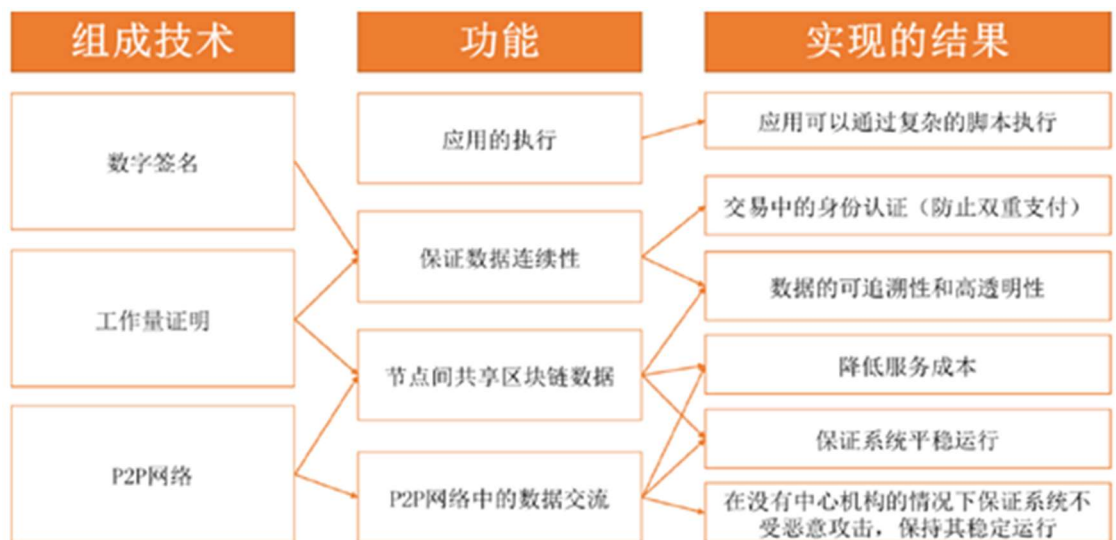 组成技术
功能
实现的结果
数字签名
工作量证明
P2P网络
应用的执行
保证数据连续性
节点间共享区块链数据
P2P网络中的数据交流
应用可以通过复杂的脚本执行
交易中的身份认证（防止双重支付）
数据的可追溯性和高透明性
降低服务成本
保证系统平稳运行
在没有中心机构的情况下保证系统不
受恶意攻击，保持其稳定运行